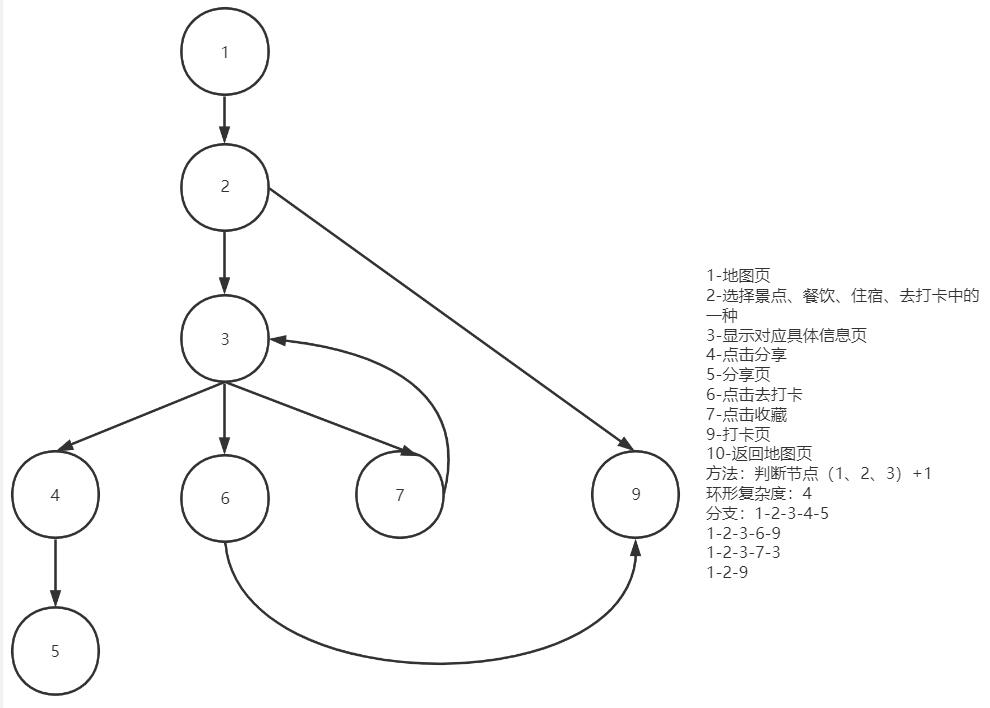 1
2
3
4
6
7
9
5
1-地图页
2-选择景点、餐饮、住宿、去打卡中的
一种
3-显示对应具体信息页
4-点击分享
5-分享页
6-点击去打卡
7-点击收藏
9-打卡页
10-返回地图页
方法：判断节点（1、2、3）+1
环形复杂度：4
分支：1-2-3-4-5
1-2-3-6-9
1-2-3-7-3
1-2-9